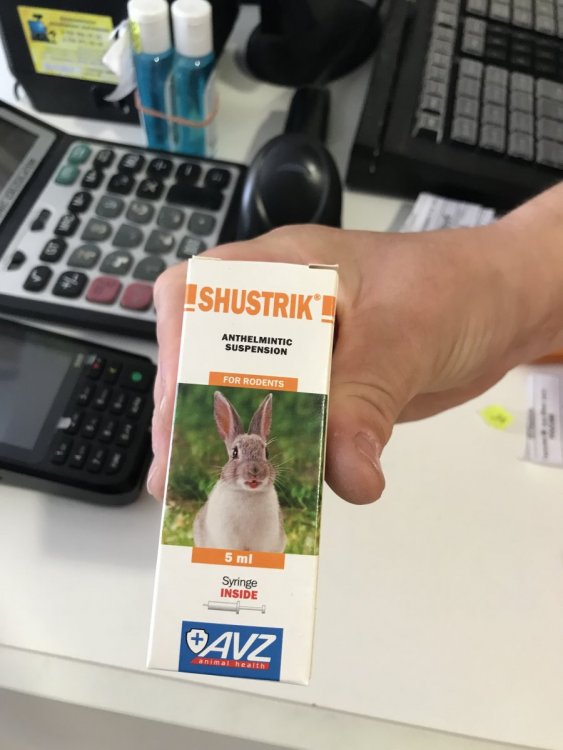 SHUSTRIK®
ANTHELMINTIC
SUSPENSION
FOR RODENTS
5 ml
Syringe
INSIDE
AVZ
animal health